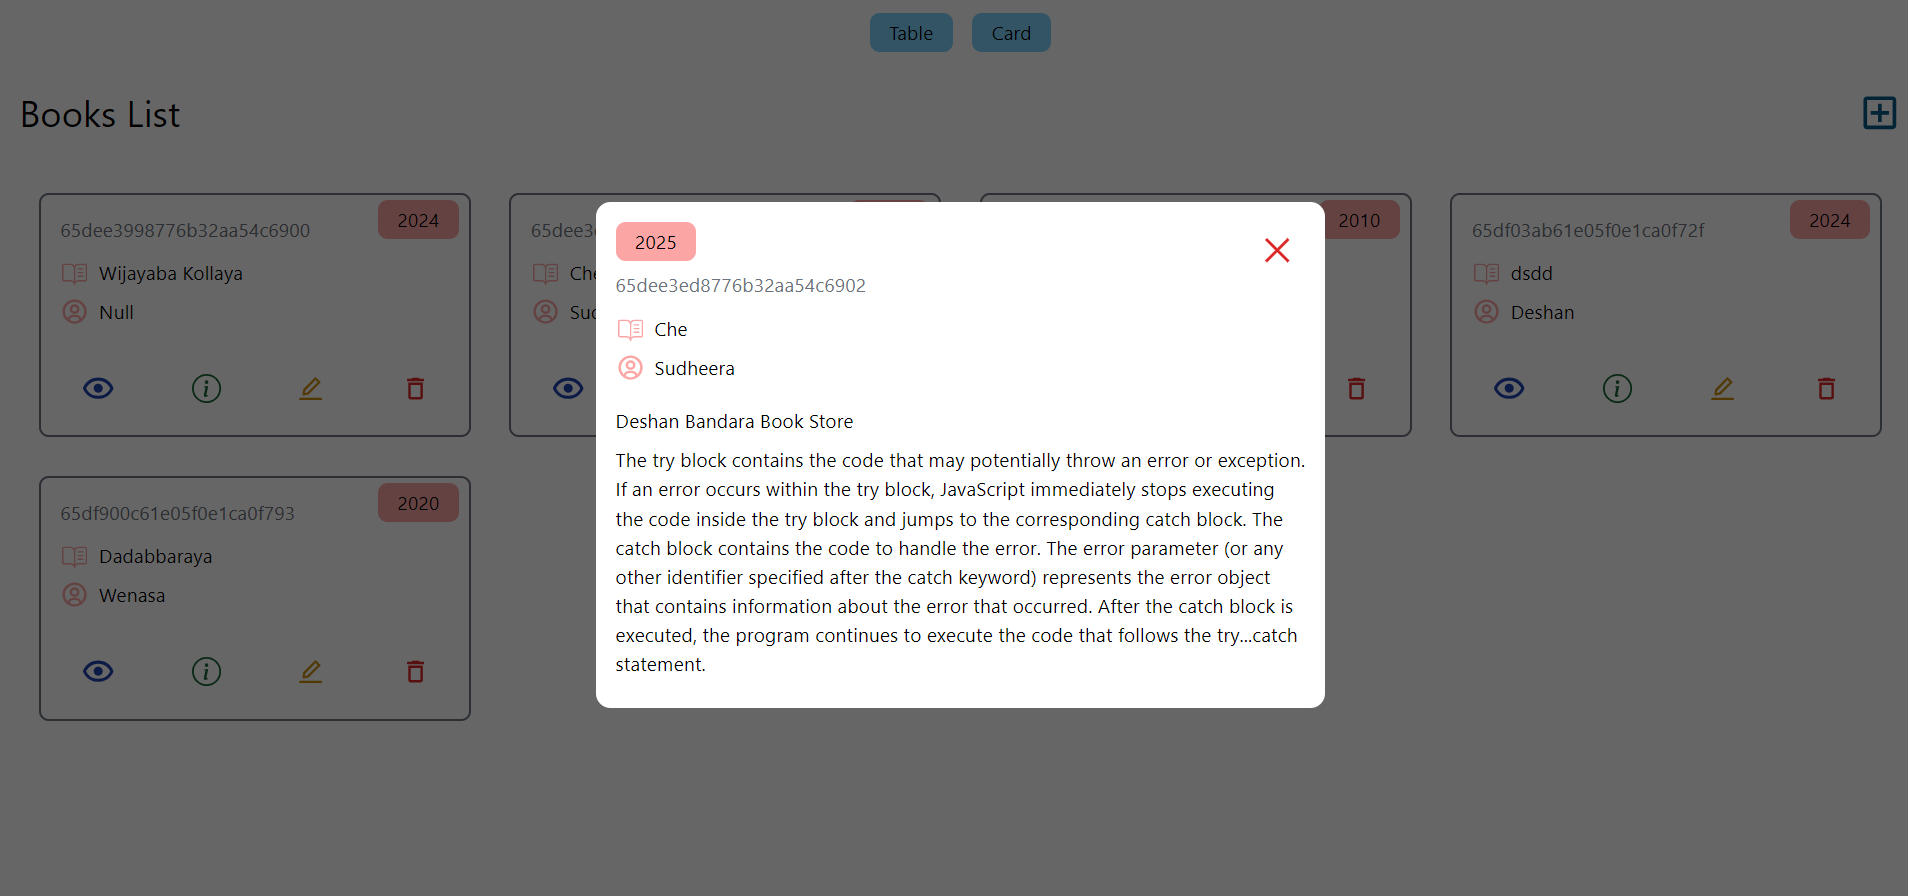 Table
Card
Books List
65dee3998776b32aa54c6900
2024
Wijayaba Kollaya
Null
65dee3
Che
2010
65df03ab61e05f0e1ca0f72f
2024
dsdd
Deshan
65df900c61e05f0e1ca0f793
2020
Dadabbaraya
Wenasa
2025
65dee3ed8776b32aa54c6902
Che
Sudheera
Deshan Bandara Book Store
The try block contains the code that may potentially throw an error or exception.
If an error occurs within the try block, JavaScript immediately stops executing
the code inside the try block and jumps to the corresponding catch block. The
catch block contains the code to handle the error. The error parameter (or any
other identifier specified after the catch keyword) represents the error object
that contains information about the error that occurred. After the catch block is
executed, the program continues to execute the code that follows the try...catch
statement.